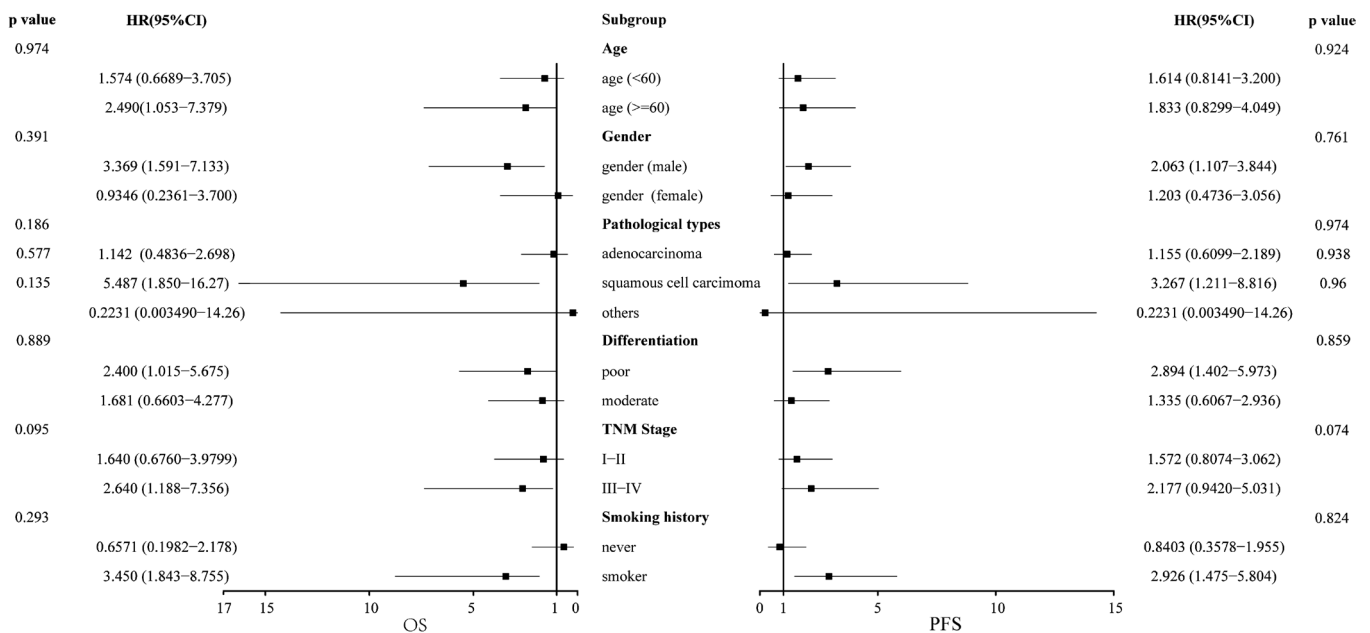 p value HR(95%CI) Subgroup HR(95%CI) p value
0.974 Age 0.924
1.574 (0.6689−3.705) age (<60) 1.614 (0.8141−3.200)
2.490(1.053−7.379) age (>=60) 1.833 (0.8299−4.049)
0.391 Gender 0.761
3.369 (1.591−7.133) gender (male) 2.063 (1.107−3.844)
0.9346 (0.2361−3.700) gender (female) 1.203 (0.4736−3.056)
0.186 Pathological types 0.974
0.577 1.142 (0.4836−2.698) adenocarcinoma 1.155 (0.6099−2.189) 0.938
0.135 5.487 (1.850-16.27) squamous cell carcimoma 3.267 (1.211−8.816) 0.96
0.2231 (0.003490−14.26) others 0.2231 (0.003490−14.26)
0.889 Differentiation 0.859
2.400 (1.015−5.675) poor 2.894 (1.402−5.973)
1.681 (0.6603−4.277) moderate 1.335 (0.6067−2.936)
0.095 TNM Stage 0.074
1.640 (0.6760−3.9799) I−II 1.572 (0.8074−3.062)
2.640 (1.188−7.356) III−IV 2.177 (0.9420−5.031)
0.293 Smoking history 0.824
0.6571 (0.1982−2.178) never 0.8403 (0.3578−1.955)
3.450 (1.843−8.755) smoker 2.926 (1.475−5.804)
17 15 10 5 1 0 0 1 5 10 15
OS PFS